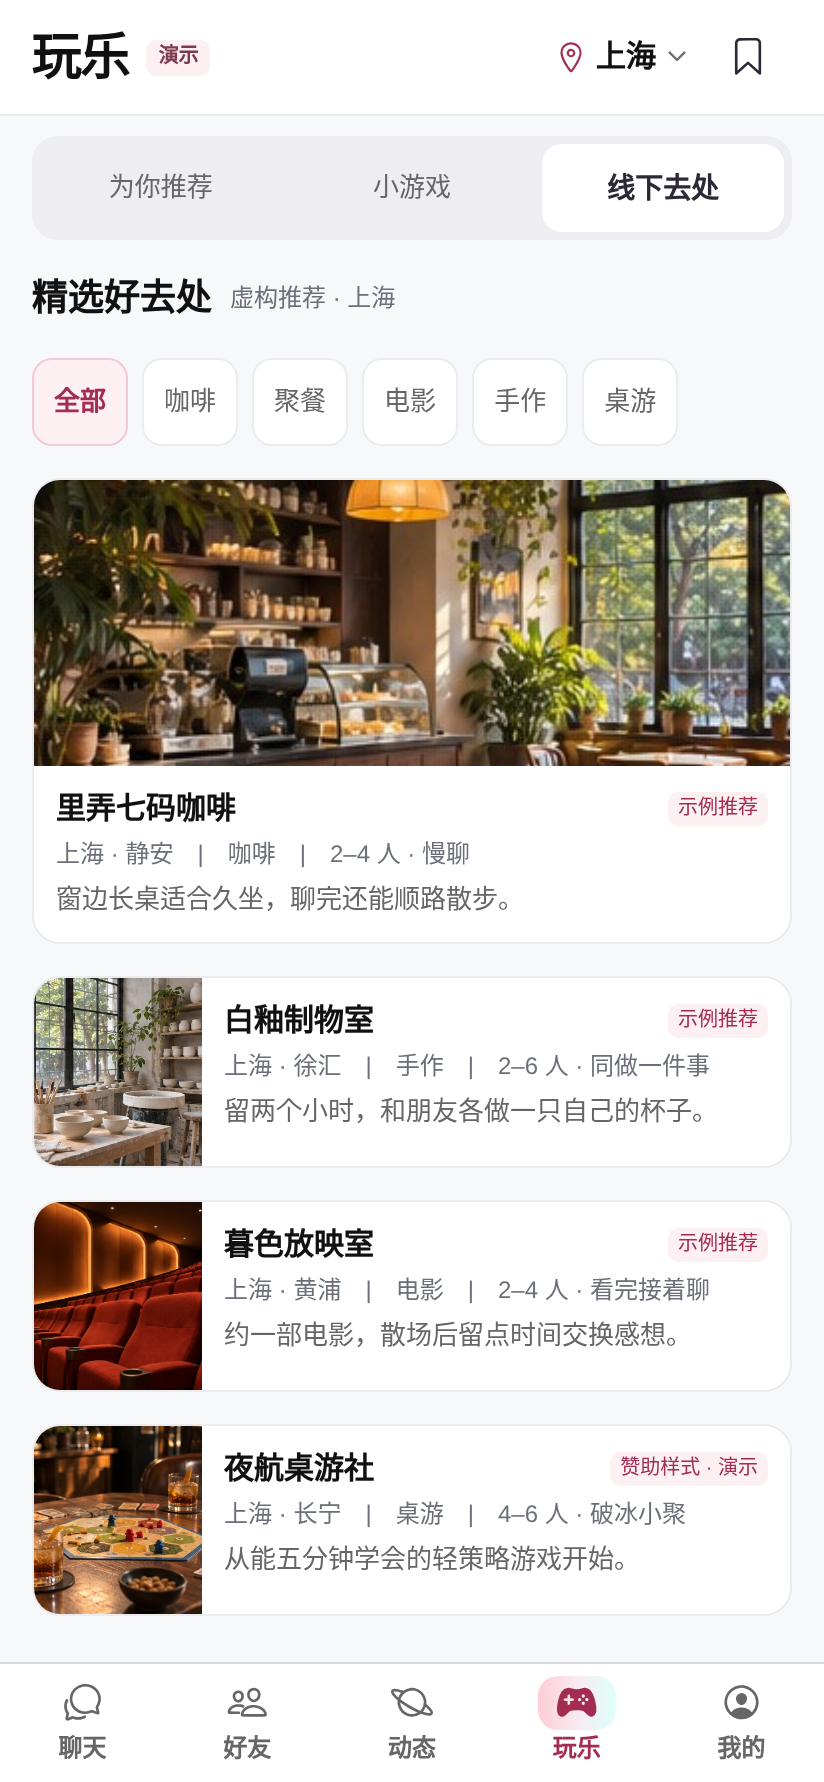 玩乐 演示 上海
为你推荐 小游戏 线下去处
精选好去处 虚构推荐 · 上海
全部 咖啡 聚餐 电影 手作 桌游
里弄七码咖啡 示例推荐
上海 · 静安 | 咖啡 | 2–4 人 · 慢聊
窗边长桌适合久坐，聊完还能顺路散步。
白釉制物室 示例推荐
上海 · 徐汇 | 手作 | 2–6 人 · 同做一件事
留两个小时，和朋友各做一只自己的杯子。
暮色放映室 示例推荐
上海 · 黄浦 | 电影 | 2–4 人 · 看完接着聊
约一部电影，散场后留点时间交换感想。
夜航桌游社 赞助样式 · 演示
上海 · 长宁 | 桌游 | 4–6 人 · 破冰小聚
从能五分钟学会的轻策略游戏开始。
聊天 好友 动态 玩乐 我的